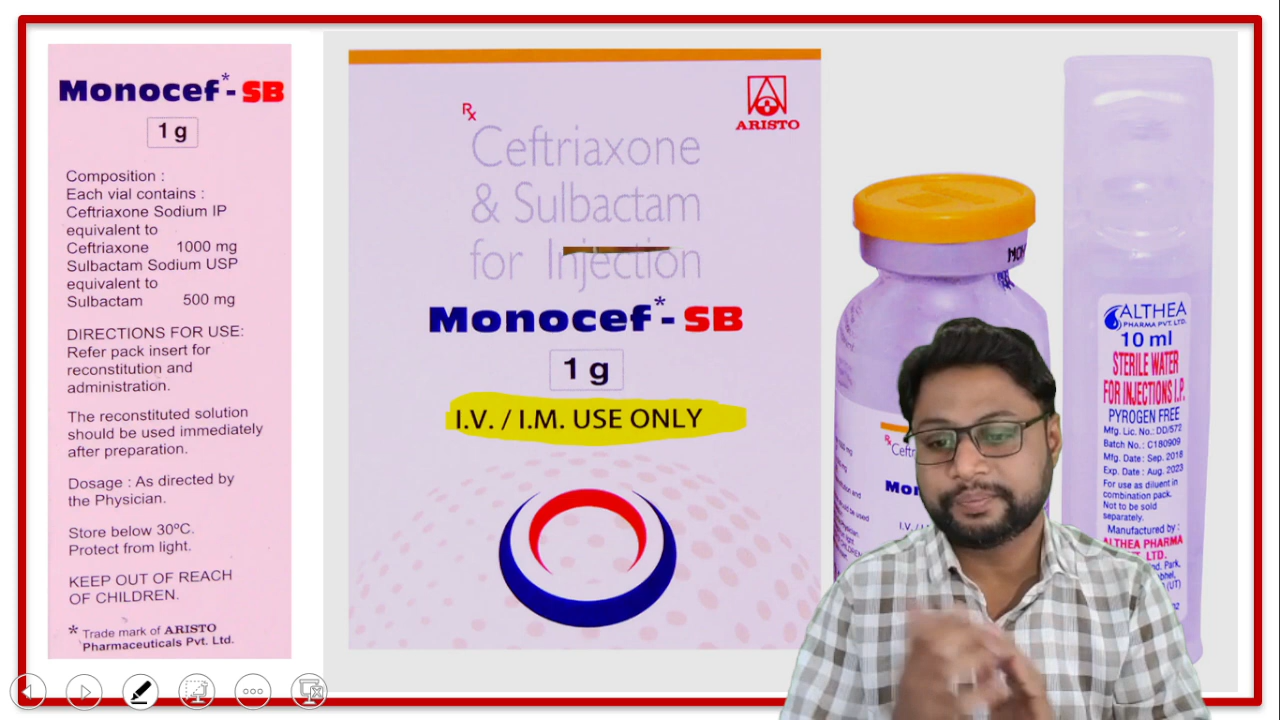 Monocef*-SB
1 g
Composition :
Each vial contains :
Ceftriaxone Sodium IP
equivalent to
Ceftriaxone 1000 mg
Sulbactam Sodium USP
equivalent to
Sulbactam 500 mg
DIRECTIONS FOR USE:
Refer pack insert for
reconstitution and
administration.
The reconstituted solution
should be used immediately
after preparation.
Dosage : As directed by
the Physician.
Store below 30°C.
Protect from light.
KEEP OUT OF REACH
OF CHILDREN.
* Trade mark of ARISTO
Pharmaceuticals Pvt. Ltd.
Rx
ARISTO
Ceftriaxone
& Sulbactam
for Injection
Monocef*-SB
1 g
I.V. / I.M. USE ONLY
Rx
ALTHEA
PHARMA PVT. LTD.
10 ml
STERILE WATER
FOR INJECTIONS I.P.
PYROGEN FREE
Mfg. Lic. No.: DD/572
Batch No.: C180909
Mfg. Date: Sep. 2018
Exp. Date: Aug. 2023
For use as diluent in
combination pack.
Not to be sold
separately.
Manufactured by :
ALTHEA PHARMA
LTD.
Park,
(UT)